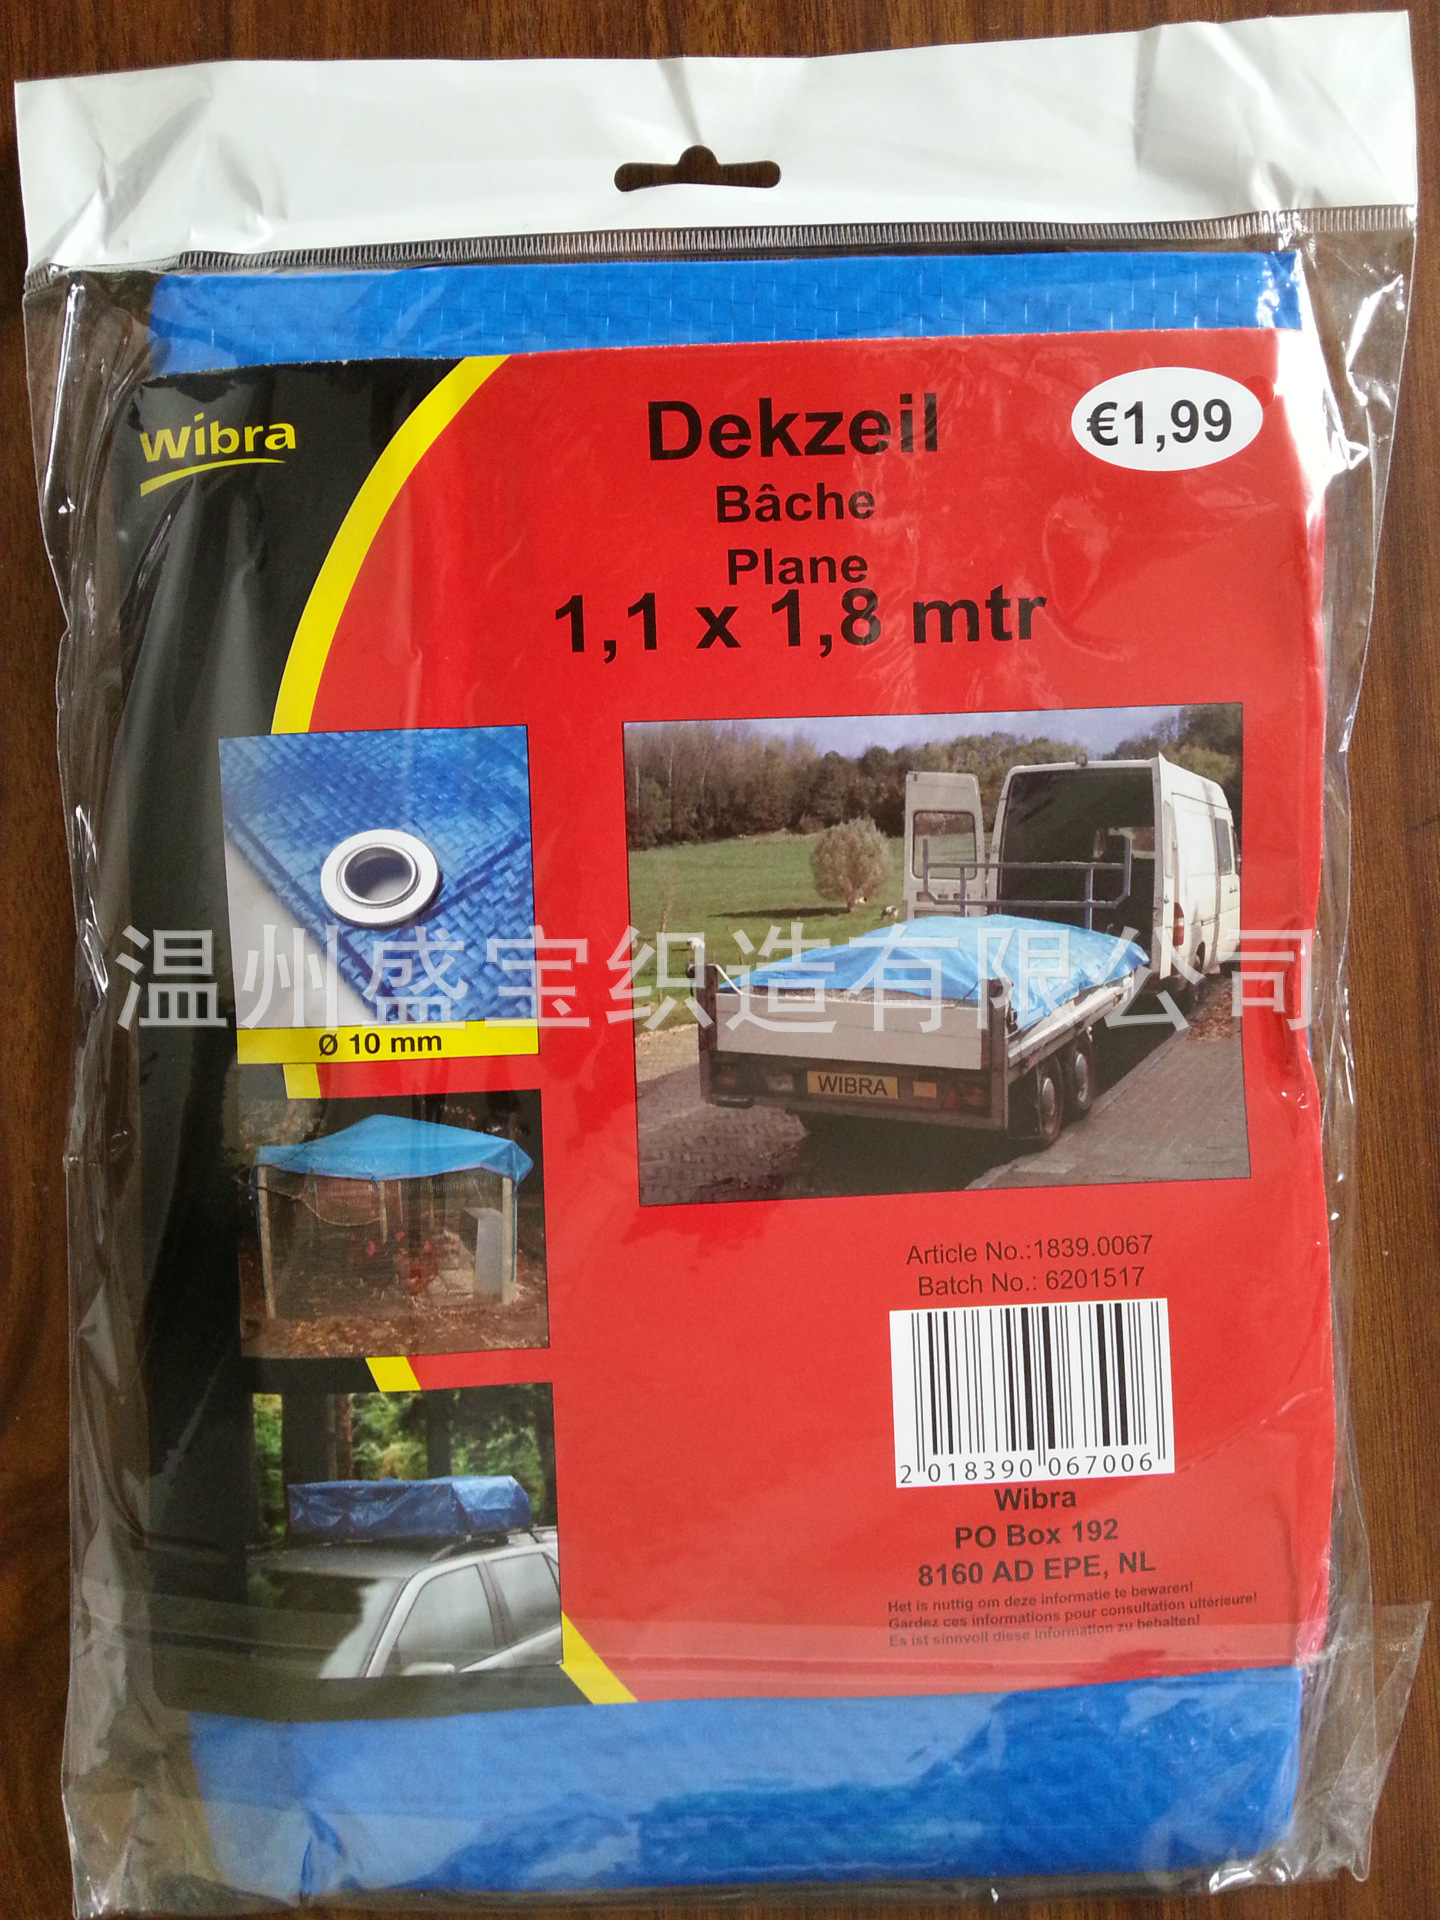 Wibra
Dekzeil
€1,99
Bâche
Plane
1,1 x 1,8 mtr
Ø 10 mm
温州盛宝织造有限公司
WIBRA
Article No.:1839.0067
Batch No.: 6201517
2 018390 067006
Wibra
PO Box 192
8160 AD EPE, NL
Het is nuttig om deze informatie te bewaren!
Gardez ces informations pour consultation ultérieure!
Es ist sinnvoll diese Information zu behalten!